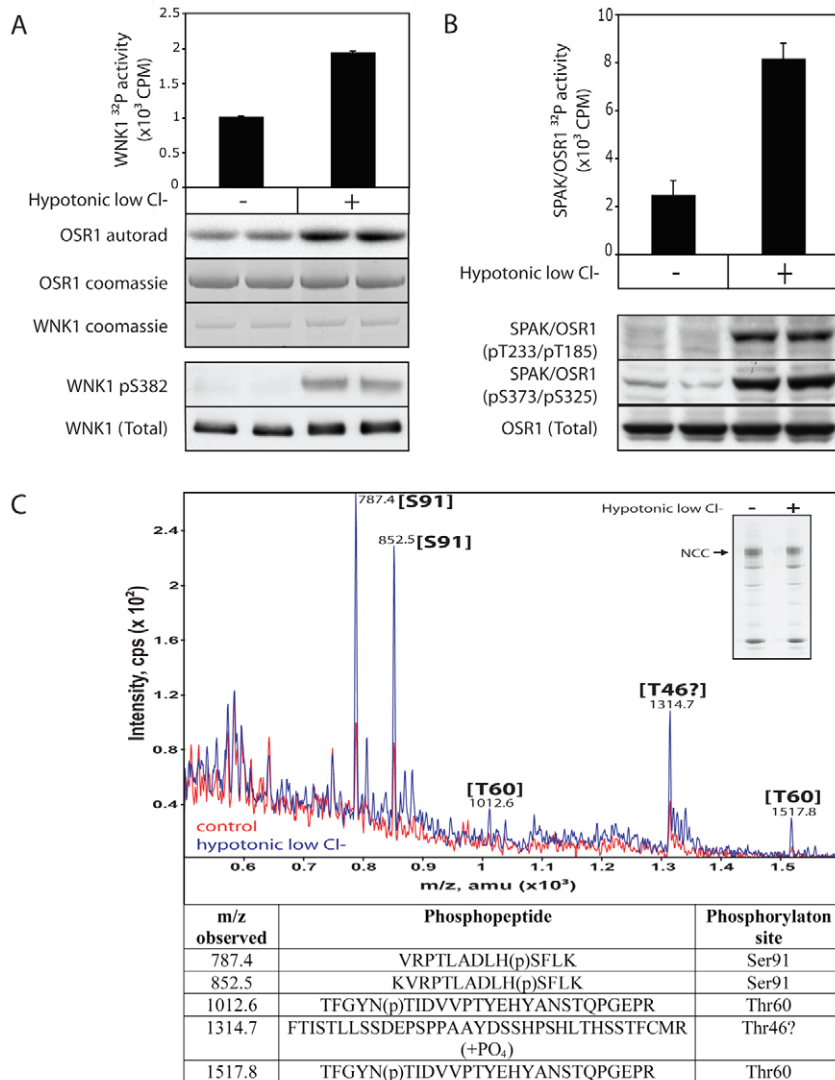 A
WNK1 ³²P activity
(x10³ CPM)
2
1.5
1
0.5
0
Hypotonic low Cl-
-
+
OSR1 autorad
OSR1 coomassie
WNK1 coomassie
WNK1 pS382
WNK1 (Total)
B
SPAK/OSR1 ³²P activity
(x10³ CPM)
10
8
6
4
2
0
Hypotonic low Cl-
-
+
SPAK/OSR1
(pT233/pT185)
SPAK/OSR1
(pS373/pS325)
OSR1 (Total)
C
Intensity, cps (x 10²)
2.4
2.0
1.6
1.2
0.8
0.4
787.4 [S91]
852.5 [S91]
[T60]
1012.6
[T46?]
1314.7
[T60]
1517.8
Hypotonic low Cl-
-
+
NCC
control
hypotonic low Cl-
0.6
0.7
0.8
0.9
1
1.1
1.2
1.3
1.4
1.5
m/z, amu (x10³)
m/z observed Phosphopeptide Phosphorylaton site
787.4 VRPTLADLH(p)SFLK Ser91
852.5 KVRPTLADLH(p)SFLK Ser91
1012.6 TFGYN(p)TIDVVPTYEHYANSTQPGEPR Thr60
1314.7 FTISTLLSSDEPSPPAAYDSSHPSHLTHSSTFCMR (+PO₄) Thr46?
1517.8 TFGYN(p)TIDVVPTYEHYANSTQPGEPR Thr60